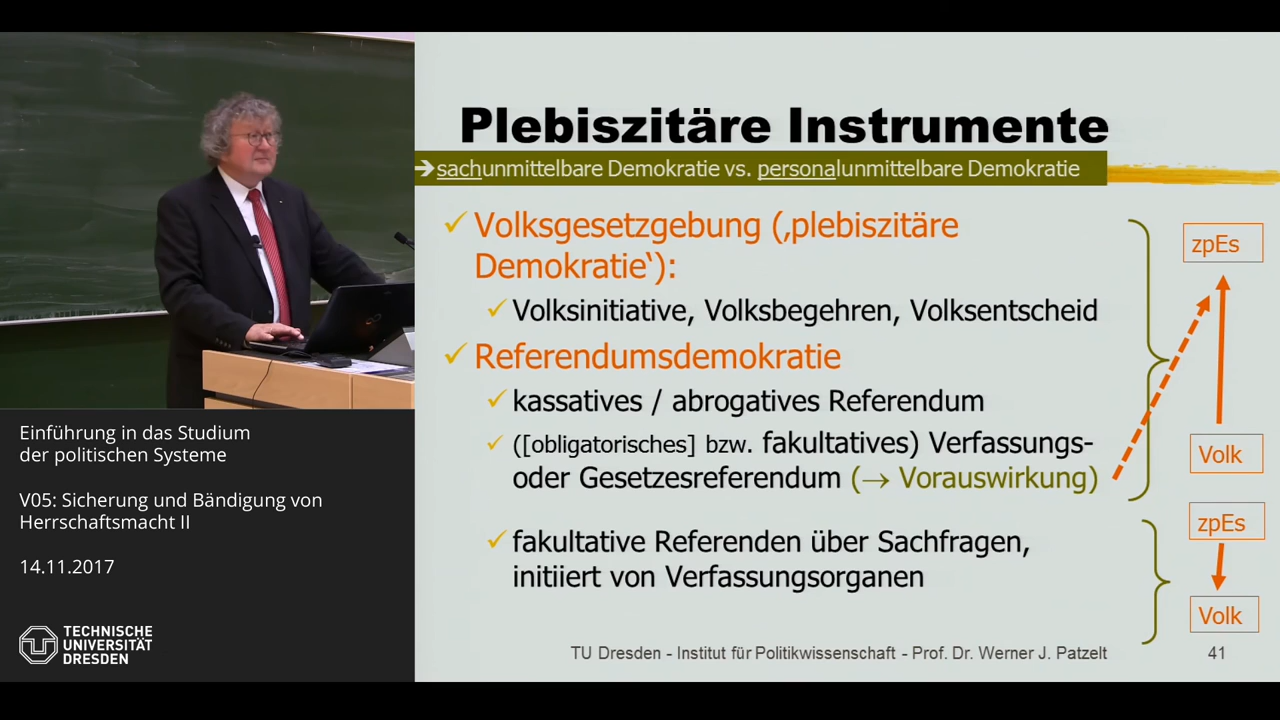 Plebiszitäre Instrumente
➔sachunmittelbare Demokratie vs. personalunmittelbare Demokratie
✓ Volksgesetzgebung (‚plebiszitäre
Demokratie‘):
✓ Volksinitiative, Volksbegehren, Volksentscheid
✓ Referendumsdemokratie
✓ kassatives / abrogatives Referendum
✓ ([obligatorisches] bzw. fakultatives) Verfassungs-
oder Gesetzesreferendum (→ Vorauswirkung)
✓ fakultative Referenden über Sachfragen,
initiiert von Verfassungsorganen
zpEs
Volk
zpEs
Volk
TU Dresden - Institut für Politikwissenschaft - Prof. Dr. Werner J. Patzelt
41
Einführung in das Studium
der politischen Systeme
V05: Sicherung und Bändigung von
Herrschaftsmacht II
14.11.2017
TECHNISCHE
UNIVERSITÄT
DRESDEN